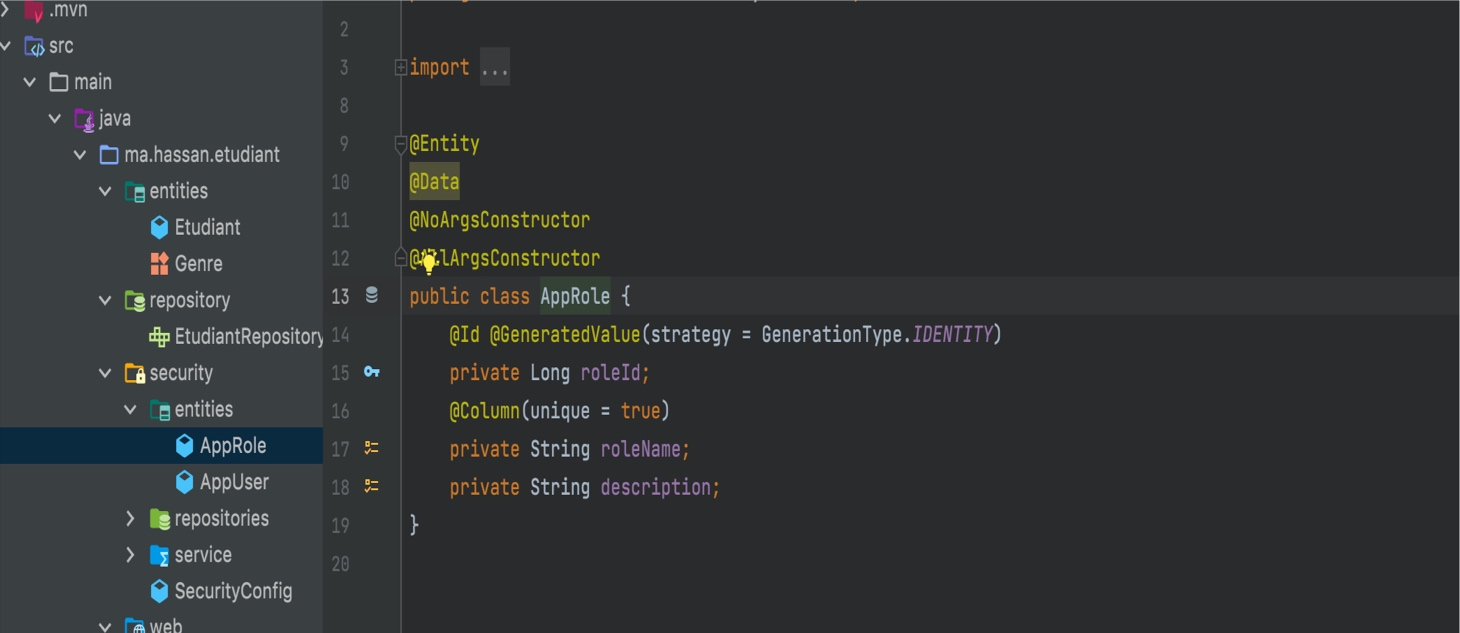 .mvn
src
main
java
ma.hassan.etudiant
entities
Etudiant
Genre
repository
EtudiantRepository
security
entities
AppRole
AppUser
repositories
service
SecurityConfig
web
2
3 import ...
8
9 @Entity
10 @Data
11 @NoArgsConstructor
12 @AllArgsConstructor
13 public class AppRole {
14 @Id @GeneratedValue(strategy = GenerationType.IDENTITY)
15 private Long roleId;
16 @Column(unique = true)
17 private String roleName;
18 private String description;
19 }
20